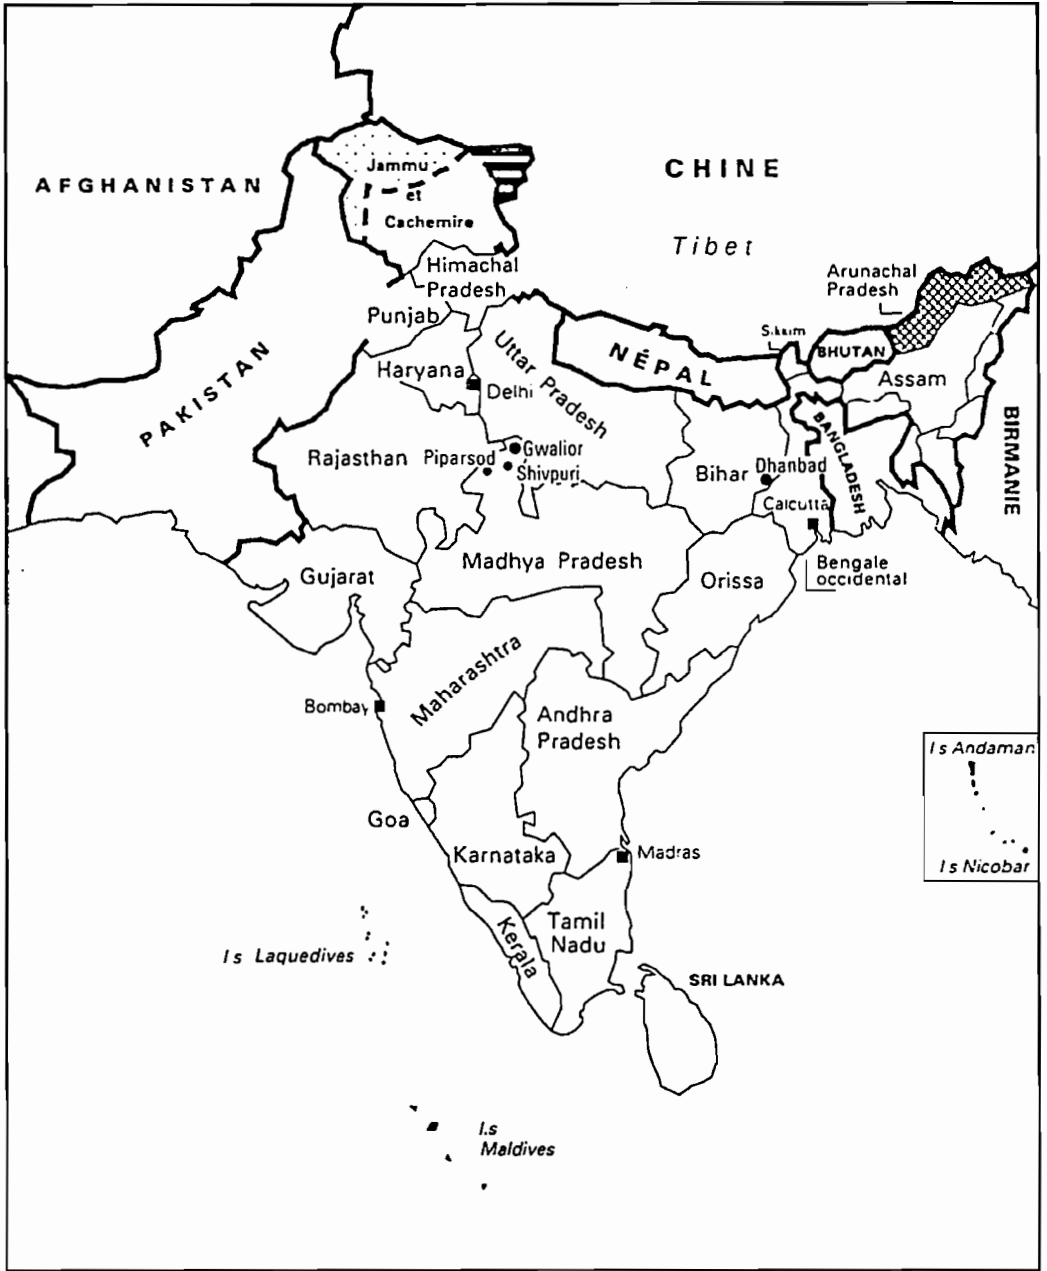 CHINE
AFGHANISTAN
Jammu
et
Cachemire
Tibet
Himachal
Pradesh
Arunachal
Pradesh
Punjab
Sikkim
NÉPAL
BHUTAN
Uttar Pradesh
Haryana
Delhi
Assam
PAKISTAN
BANGLADESH
BIRMANIE
Rajasthan
Piparsod
Gwalior
Shivpuri
Bihar
Dhanbad
Calcutta
Gujarat
Madhya Pradesh
Orissa
Bengale
occidental
Maharashtra
Bombay
Andhra
Pradesh
Is Andaman
Goa
Karnataka
Madras
Is Nicobar
Kerala
Tamil
Nadu
Is Laquedives
SRI LANKA
I.s
Maldives